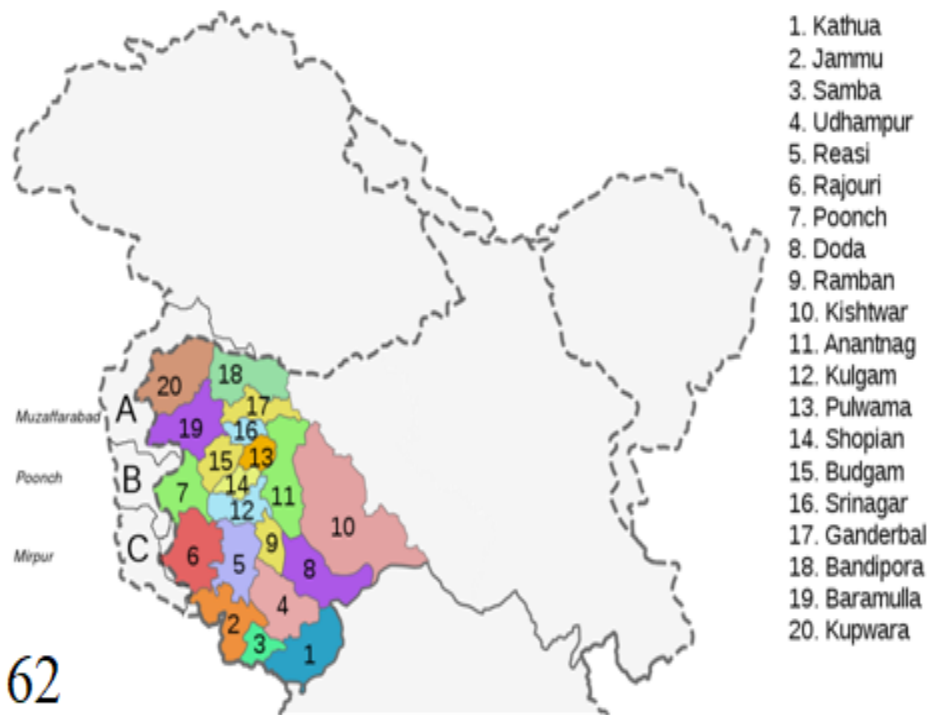 1. Kathua
2. Jammu
3. Samba
4. Udhampur
5. Reasi
6. Rajouri
7. Poonch
8. Doda
9. Ramban
10. Kishtwar
11. Anantnag
12. Kulgam
13. Pulwama
14. Shopian
15. Budgam
16. Srinagar
17. Ganderbal
18. Bandipora
19. Baramulla
20. Kupwara
20
18
17
Muzaffarabad A
19
16
15
13
Poonch B
14
7
12
11
10
Mirpur C
6
5
9
8
4
2
3
1
62